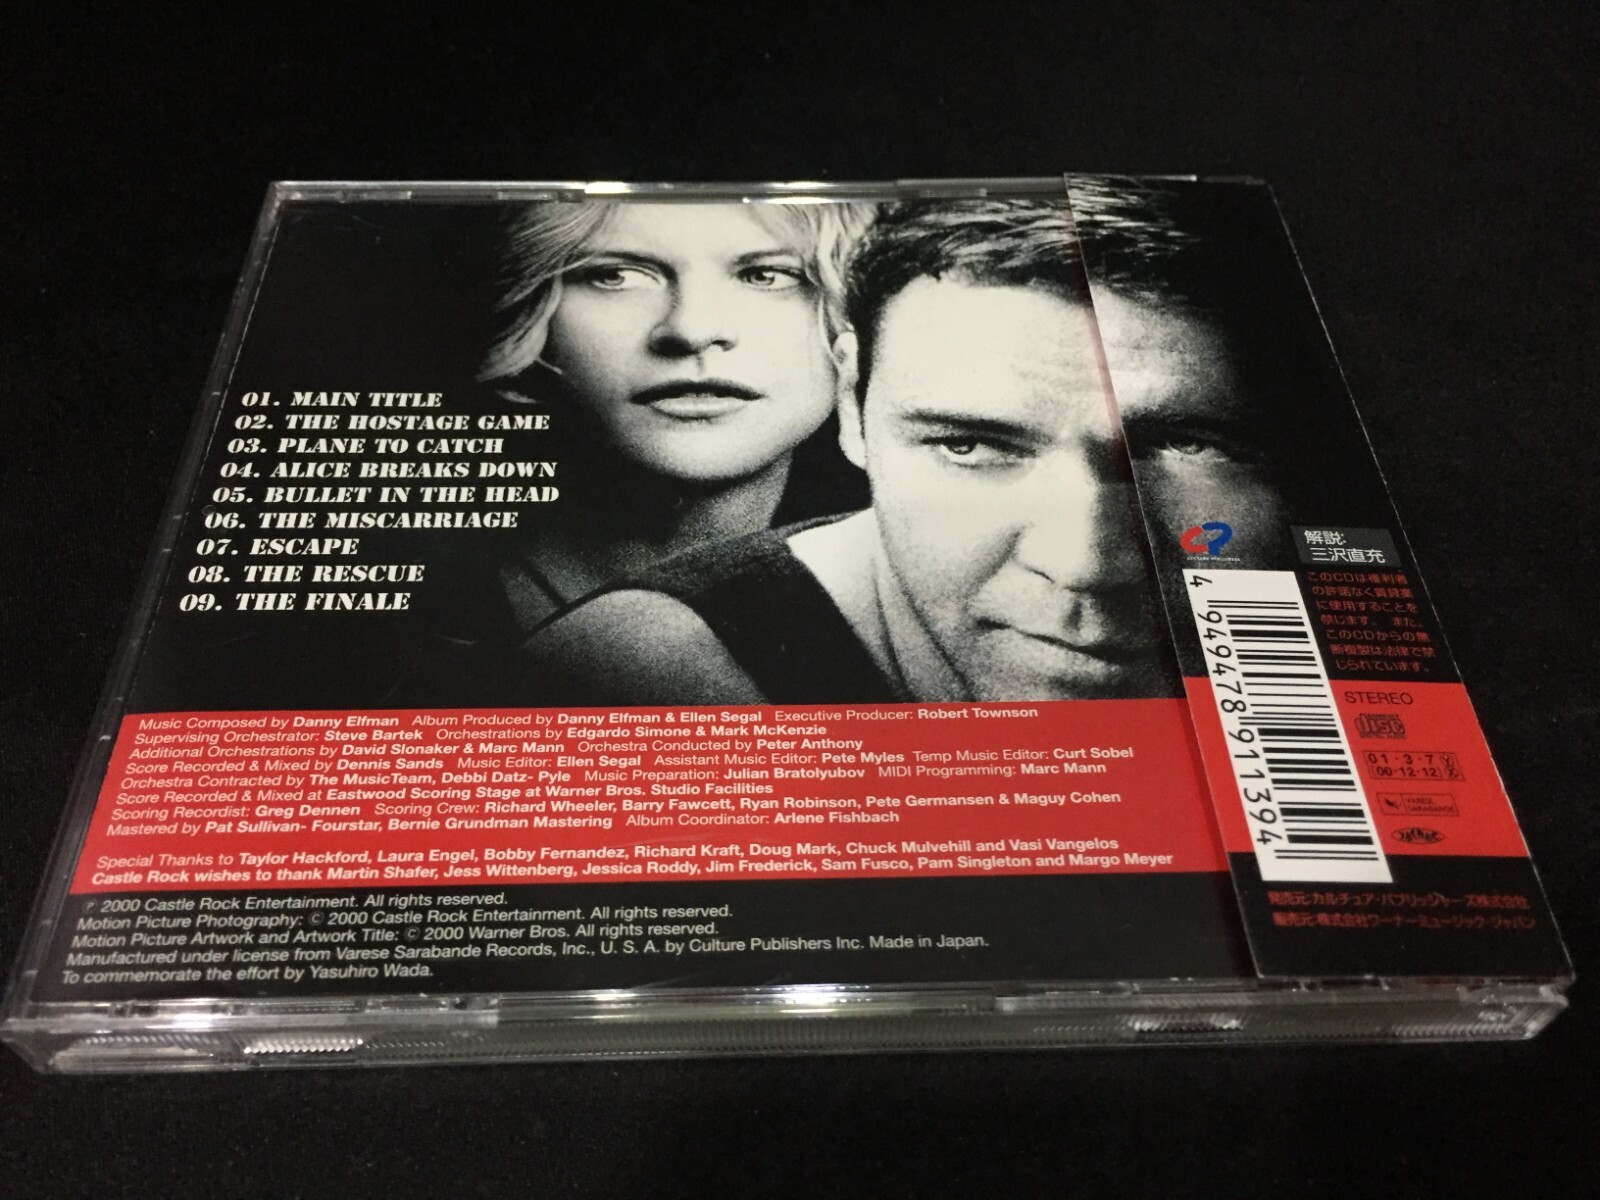 01. MAIN TITLE
02. THE HOSTAGE GAME
03. PLANE TO CATCH
04. ALICE BREAKS DOWN
05. BULLET IN THE HEAD
06. THE MISCARRIAGE
07. ESCAPE
08. THE RESCUE
09. THE FINALE
Music Composed by Danny Elfman Album Produced by Danny Elfman & Ellen Segal Executive Producer: Robert Townson
Supervising Orchestrator: Steve Bartek Orchestrations by Edgardo Simone & Mark McKenzie
Additional Orchestrations by David Slonaker & Marc Mann Orchestra Conducted by Peter Anthony
Score Recorded & Mixed by Dennis Sands Music Editor: Ellen Segal Assistant Music Editor: Pete Myles Temp Music Editor: Curt Sobel
Orchestra Contracted by The MusicTeam, Debbi Datz- Pyle Music Preparation: Julian Bratolyubov MIDI Programming: Marc Mann
Score Recorded & Mixed at Eastwood Scoring Stage at Warner Bros. Studio Facilities
Scoring Recordist: Greg Dennen Scoring Crew: Richard Wheeler, Barry Fawcett, Ryan Robinson, Pete Germansen & Maguy Cohen
Mastered by Pat Sullivan- Fourstar, Bernie Grundman Mastering Album Coordinator: Arlene Fishbach
Special Thanks to Taylor Hackford, Laura Engel, Bobby Fernandez, Richard Kraft, Doug Mark, Chuck Mulvehill and Vasi Vangelos
Castle Rock wishes to thank Martin Shafer, Jess Wittenberg, Jessica Roddy, Jim Frederick, Sam Fusco, Pam Singleton and Margo Meyer
℗ 2000 Castle Rock Entertainment. All rights reserved.
Motion Picture Photography: © 2000 Castle Rock Entertainment. All rights reserved.
Motion Picture Artwork and Artwork Title: © 2000 Warner Bros. All rights reserved.
Manufactured under license from Varese Sarabande Records, Inc., U. S. A. by Culture Publishers Inc. Made in Japan.
To commemorate the effort by Yasuhiro Wada.
解説:
三沢直充
このCDは権利者
の許諾なく賃貸業
に使用することを
禁じます。また、
このCDからの無
断複製は法律で禁
じられています。
4 949478 911394
STEREO
disc
DIGITAL AUDIO
01・3・7 Ⓨ
(00・12・12) Ⓧ
VARESE
SARABANDE
JASRAC
発売元:カルチュア・パブリッシャーズ株式会社
販売元:株式会社ワーナーミュージック・ジャパン